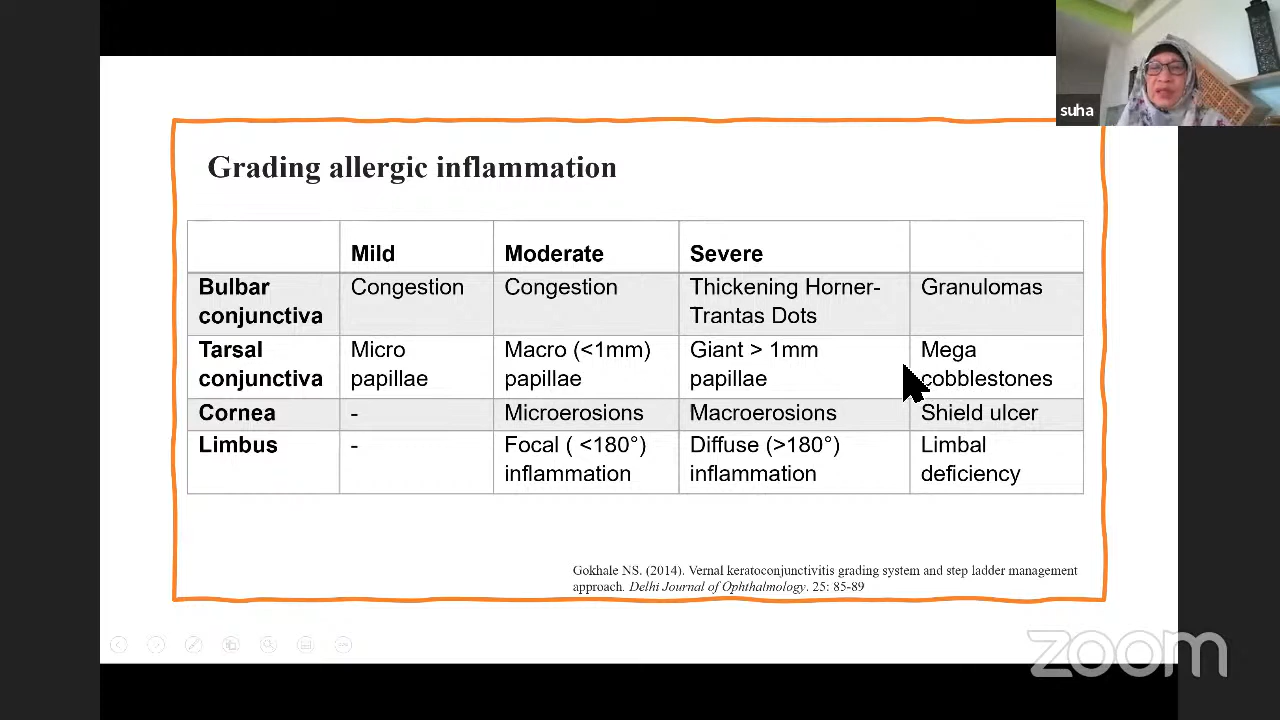 suha
Grading allergic inflammation
Mild Moderate Severe
Bulbar conjunctiva Congestion Congestion Thickening Horner-Trantas Dots Granulomas
Tarsal conjunctiva Micro papillae Macro (<1mm) papillae Giant > 1mm papillae Mega cobblestones
Cornea - Microerosions Macroerosions Shield ulcer
Limbus - Focal ( <180°) inflammation Diffuse (>180°) inflammation Limbal deficiency
Gokhale NS. (2014). Vernal keratoconjunctivitis grading system and step ladder management
approach. Delhi Journal of Ophthalmology. 25: 85-89
zoom